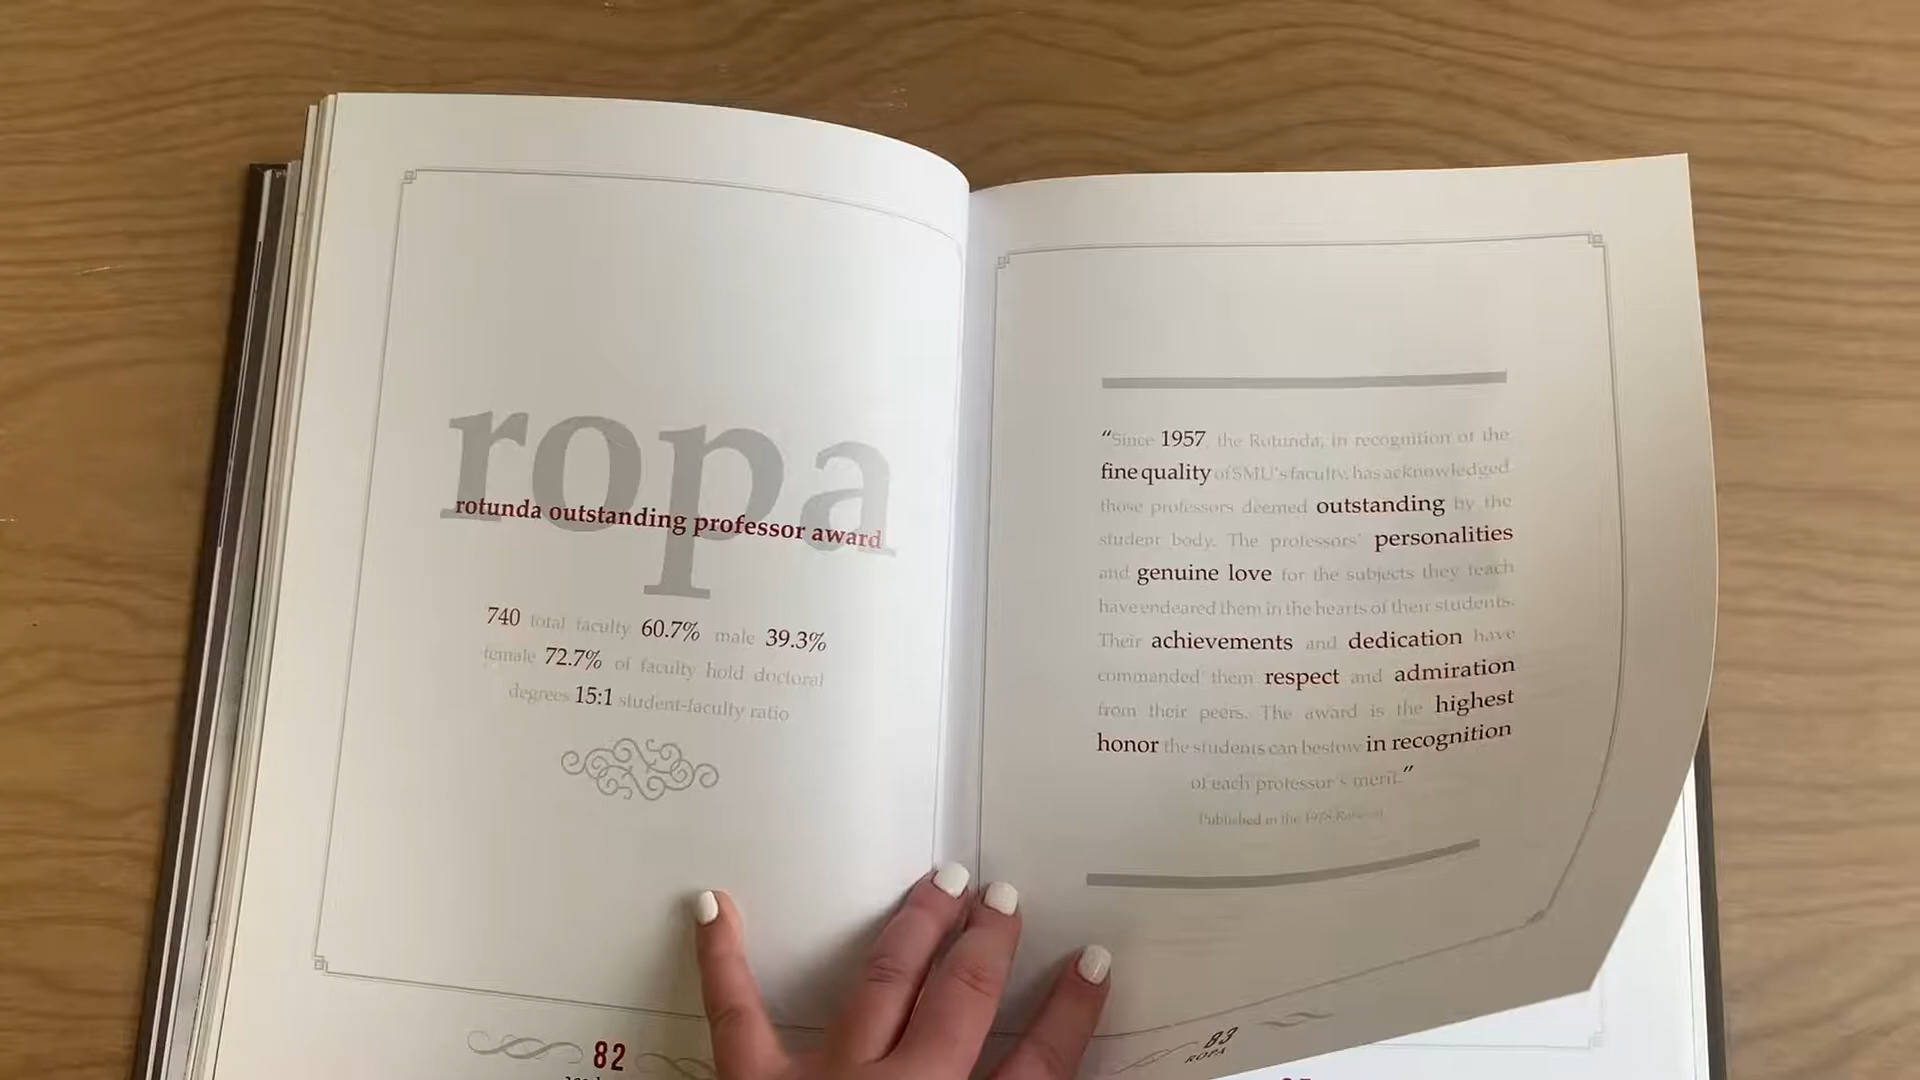 ropa
rotunda outstanding professor award
740 total faculty 60.7% male 39.3%
female 72.7% of faculty hold doctoral
degrees 15:1 student-faculty ratio
82
“Since 1957, the Rotunda, in recognition of the
fine quality of SMU's faculty, has acknowledged
those professors deemed outstanding by the
student body. The professors' personalities
and genuine love for the subjects they teach
have endeared them in the hearts of their students.
Their achievements and dedication have
commanded them respect and admiration
from their peers. The award is the highest
honor the students can bestow in recognition
of each professor's merit.”
Published in the 1978
83
ROPA